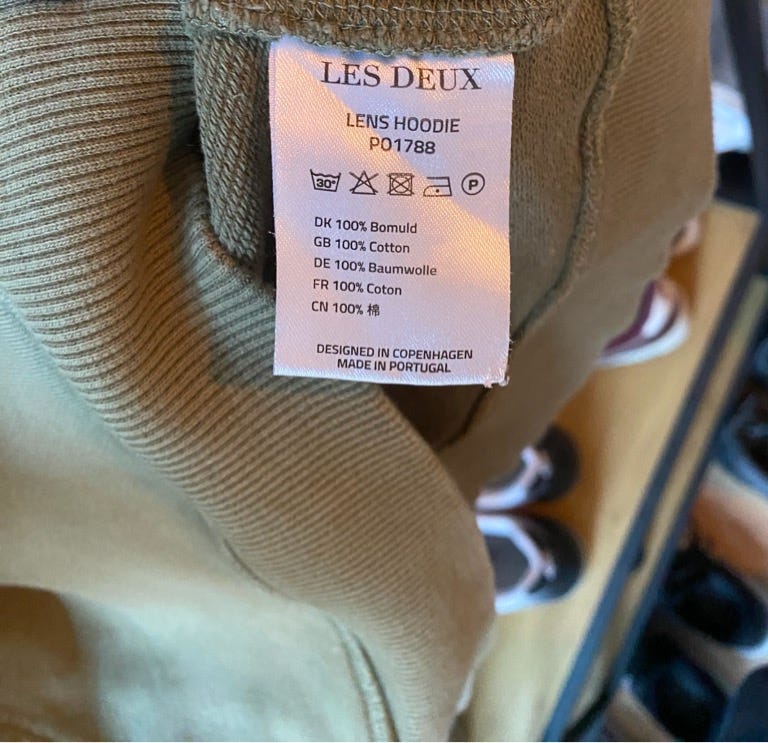 LES DEUX
LENS HOODIE
PO1788
30°
P
DK 100% Bomuld
GB 100% Cotton
DE 100% Baumwolle
FR 100% Coton
CN 100% 棉
DESIGNED IN COPENHAGEN
MADE IN PORTUGAL